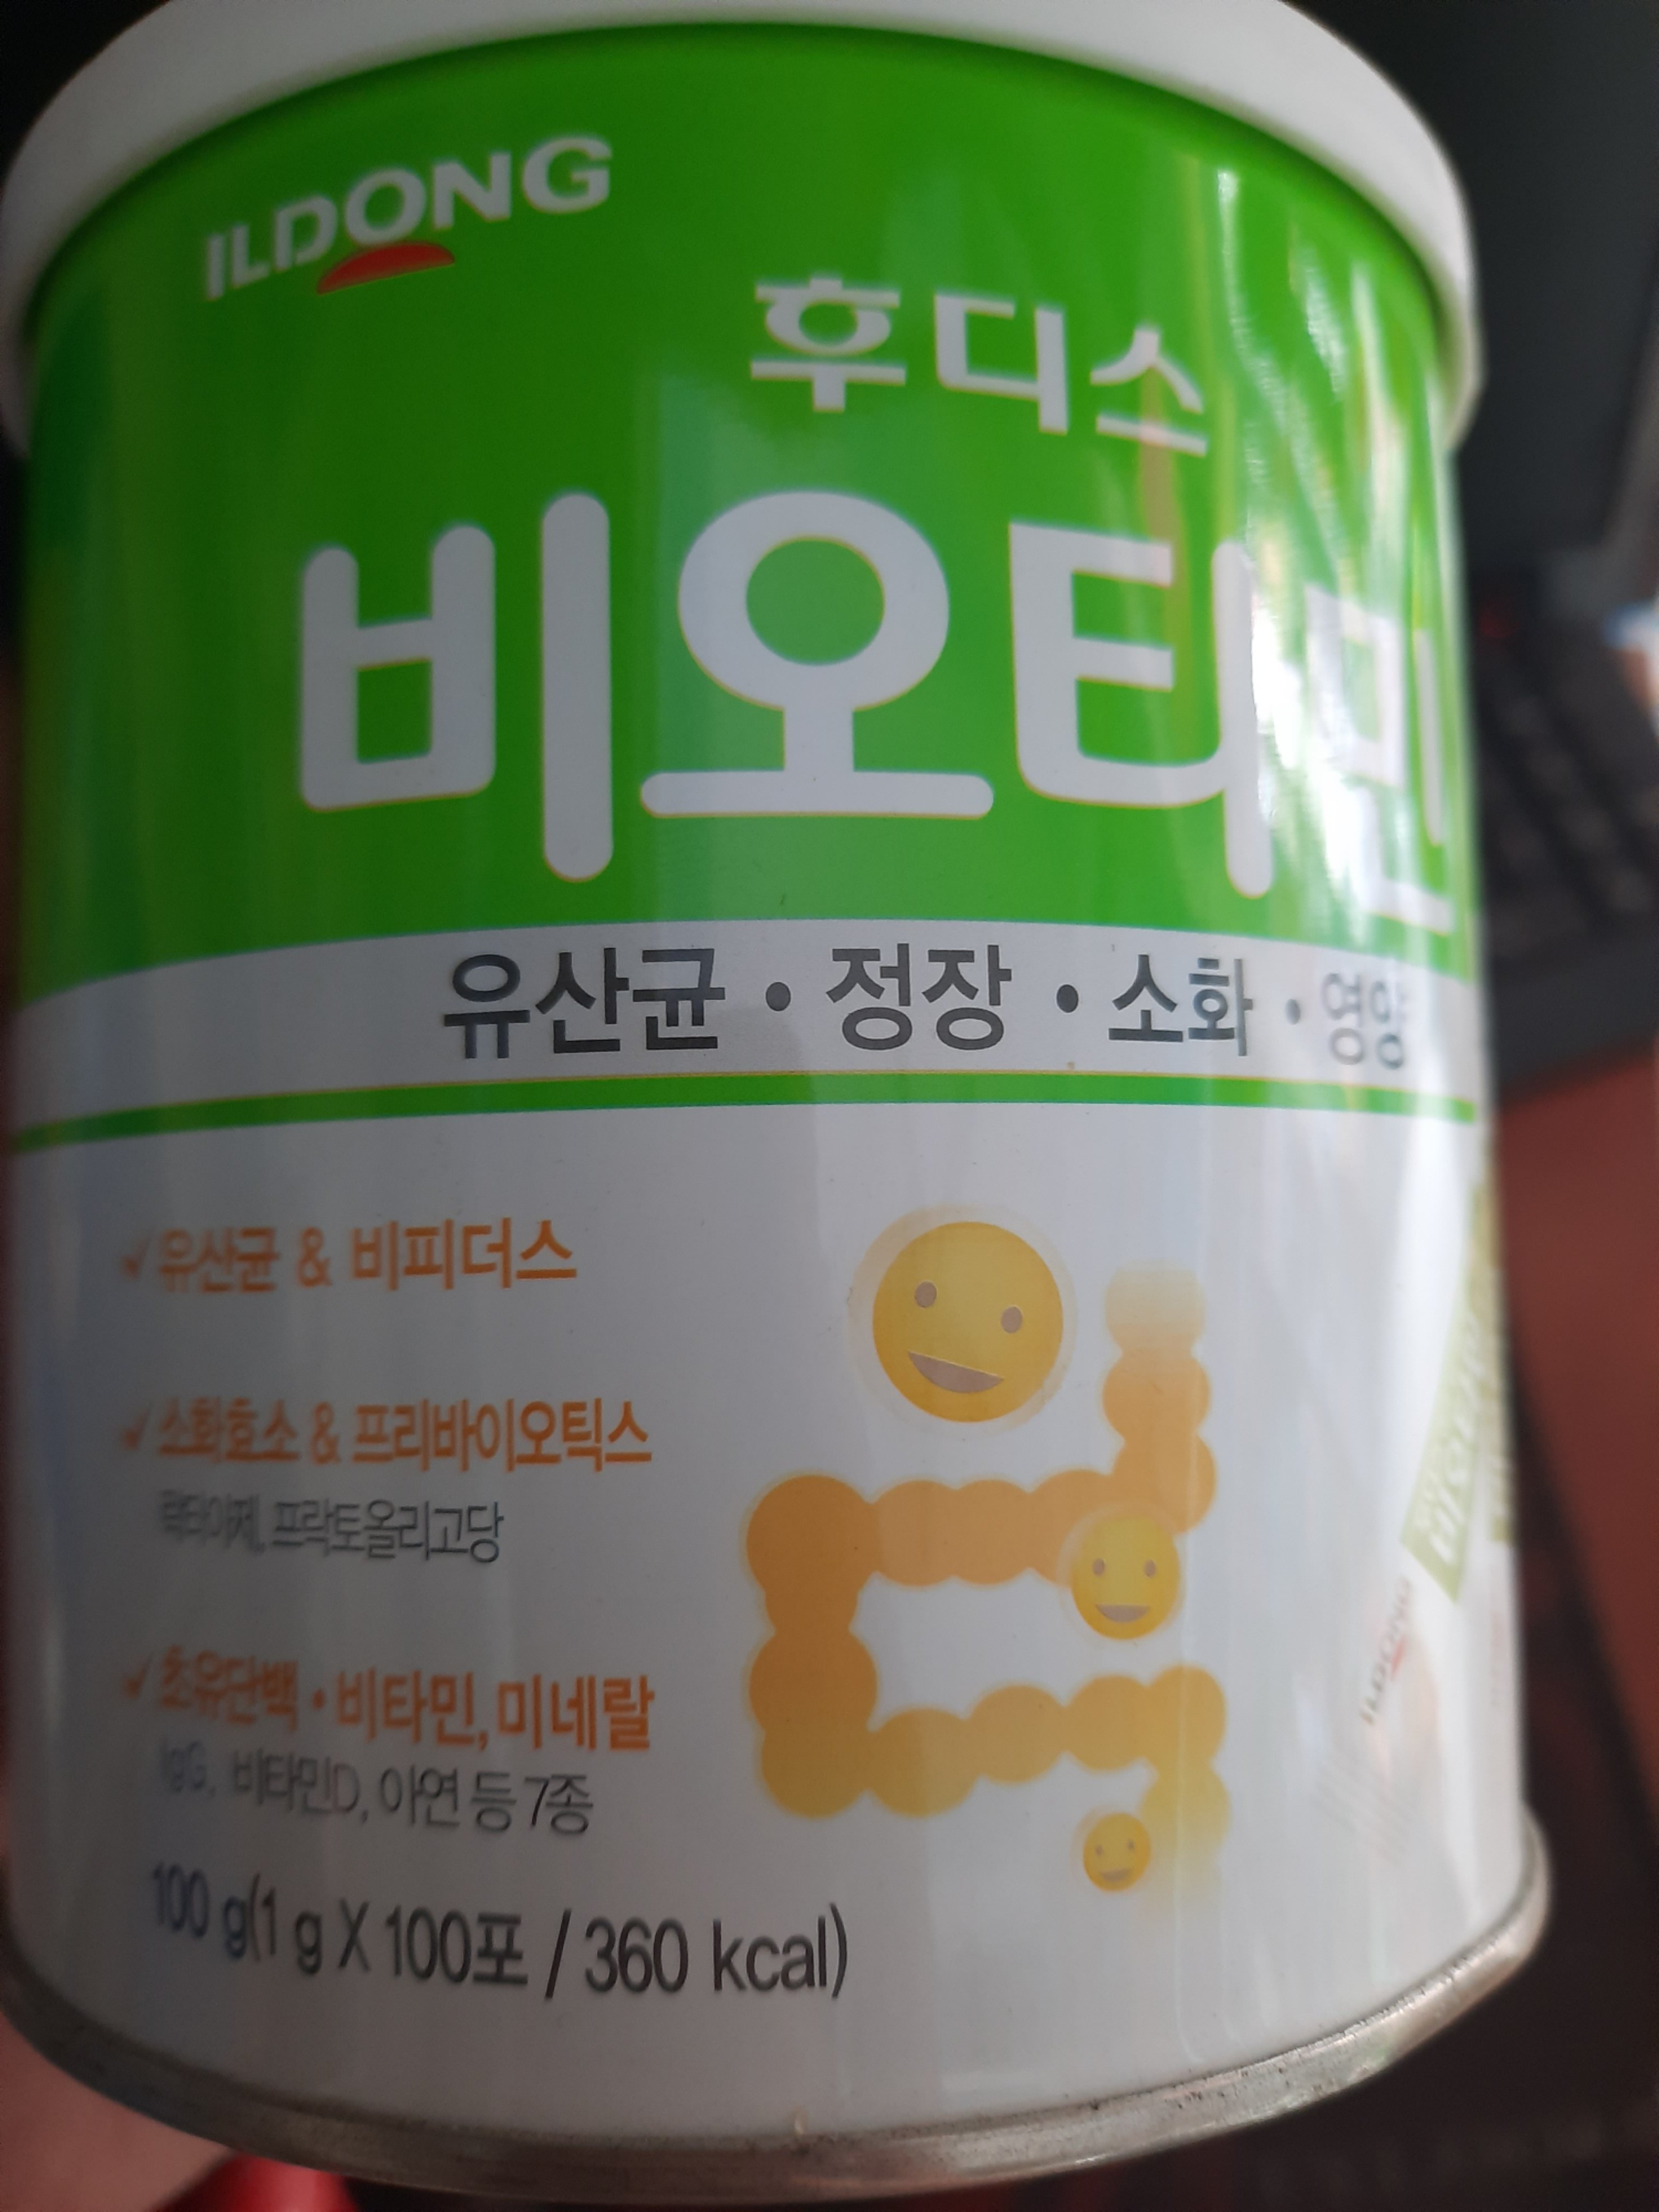 ILDONG
후디스
비오틴민
유산균 · 정장 · 소화 · 영양
✓ 유산균 & 비피더스
✓ 소화효소 & 프리바이오틱스
락타아제, 프락토올리고당
✓ 초유단백 · 비타민, 미네랄
IgG, 비타민D, 아연 등 7종
100 g(1 g X 100포 / 360 kcal)
ILDONG